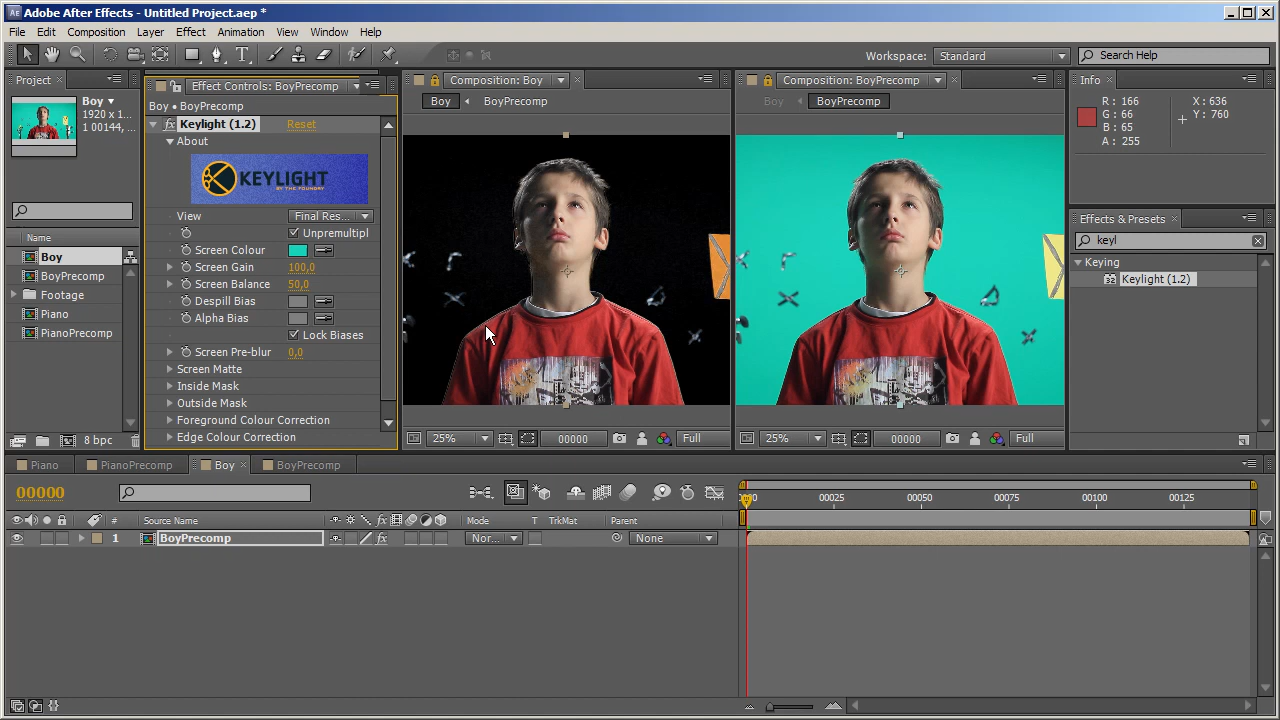 Adobe After Effects - Untitled Project.aep *
File Edit Composition Layer Effect Animation View Window Help
Workspace: Standard Search Help
Project
Boy
1920 x 1...
1 00144, ...
Name
Boy
BoyPrecomp
Footage
Piano
PianoPrecomp
8 bpc
Effect Controls: BoyPrecomp
Boy • BoyPrecomp
fx Keylight (1.2) Reset
About
KEYLIGHT
BY THE FOUNDRY
View Final Res...
Unpremultipl
Screen Colour
Screen Gain 100,0
Screen Balance 50,0
Despill Bias
Alpha Bias
Lock Biases
Screen Pre-blur 0,0
Screen Matte
Inside Mask
Outside Mask
Foreground Colour Correction
Edge Colour Correction
Composition: Boy
Boy BoyPrecomp
25% 00000 Full
Composition: BoyPrecomp
Boy BoyPrecomp
25% 00000 Full
Info
R : 166 X : 636
G : 66 Y : 760
B : 65
A : 255
Effects & Presets
keyl
Keying
Keylight (1.2)
Piano PianoPrecomp Boy BoyPrecomp
00000
00025 00050 00075 00100 00125
# Source Name Mode T TrkMat Parent
1 BoyPrecomp fx Nor... None